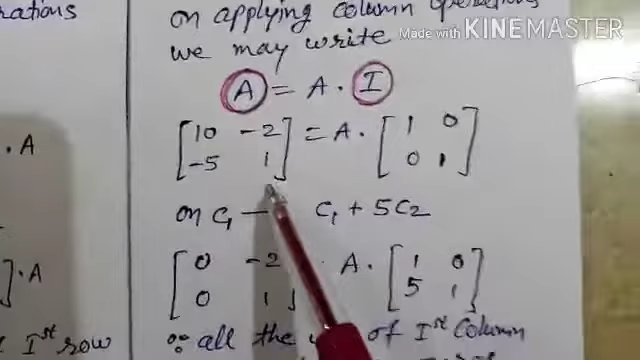 rations
on applying column operations
Made with KINEMASTER
we may write
A = A . I
. A
[10 -2
-5 1] = A . [1 0
0 1]
on C1 → C1 + 5C2
] . A
[0 -2
0 1] A . [1 0
5 1]
Ist row
∵ all the of Ist Column